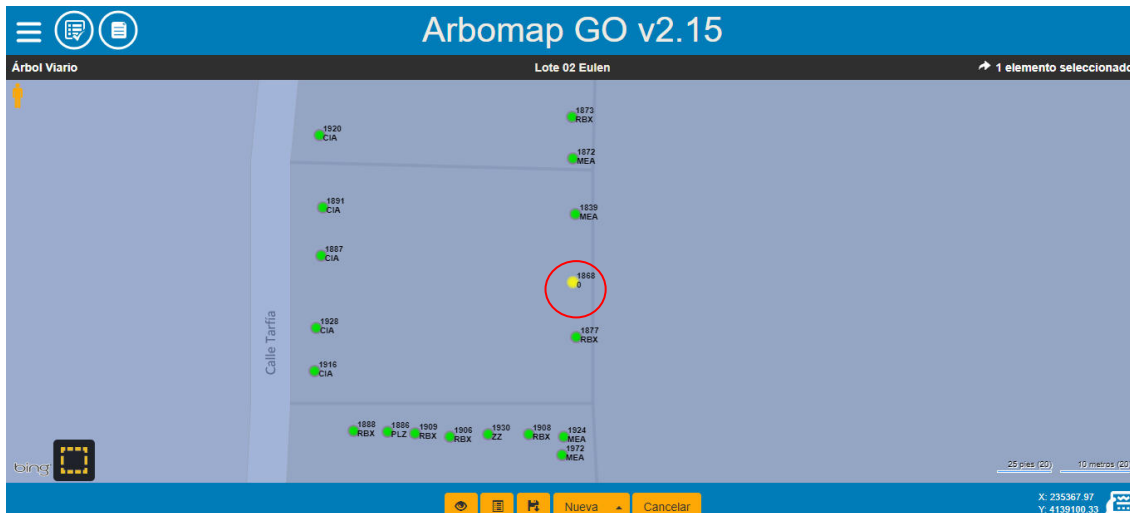 Arbomap GO v2.15
Árbol Viario
Lote 02 Eulen
1 elemento seleccionado
1873
RBX
1920
CIA
1872
MEA
1891
CIA
1839
MEA
1887
CIA
1868
0
1928
CIA
1877
RBX
Calle Tarfia
1916
CIA
1888
RBX
1886
PLZ
1909
RBX
1906
RBX
1930
ZZ
1908
RBX
1924
MEA
1972
MEA
bing
25 pies (20)
10 metros (20)
Nueva
Cancelar
X: 235367.97
Y: 4139100.33